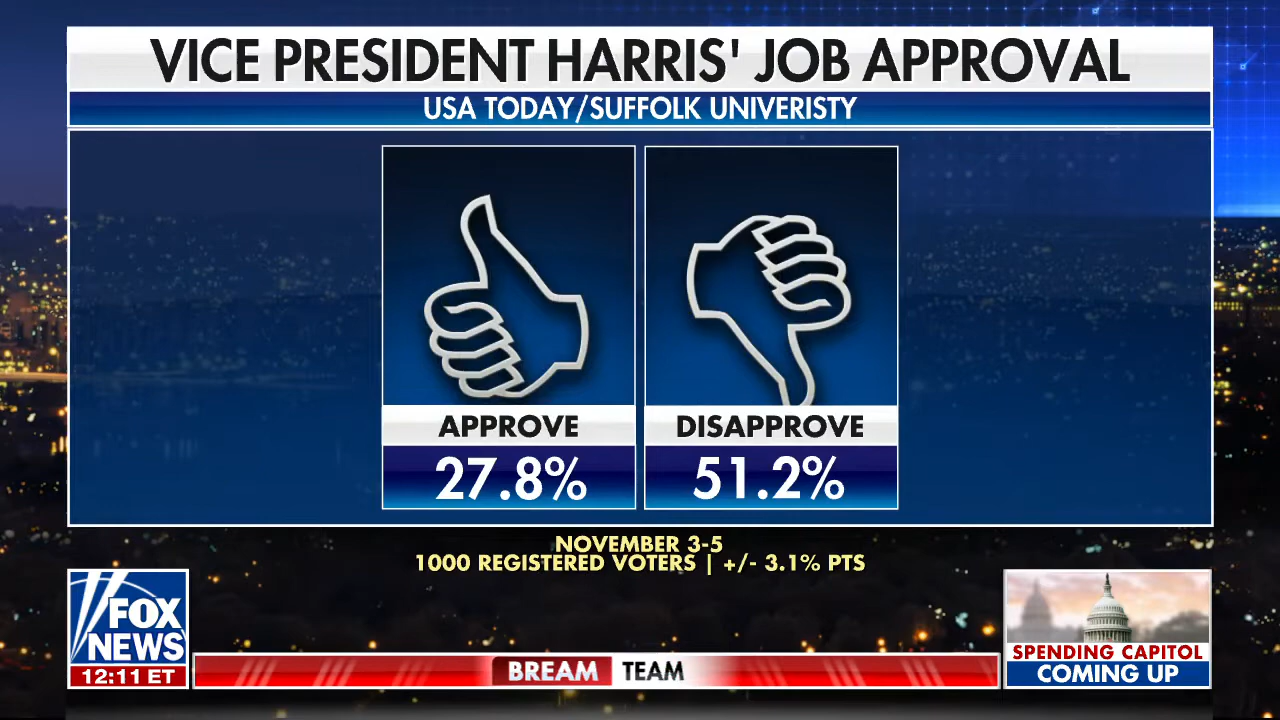 VICE PRESIDENT HARRIS' JOB APPROVAL
USA TODAY/SUFFOLK UNIVERISTY
APPROVE
27.8%
DISAPPROVE
51.2%
NOVEMBER 3-5
1000 REGISTERED VOTERS | +/- 3.1% PTS
FOX
NEWS
12:11 ET
BREAM TEAM
SPENDING CAPITOL
COMING UP